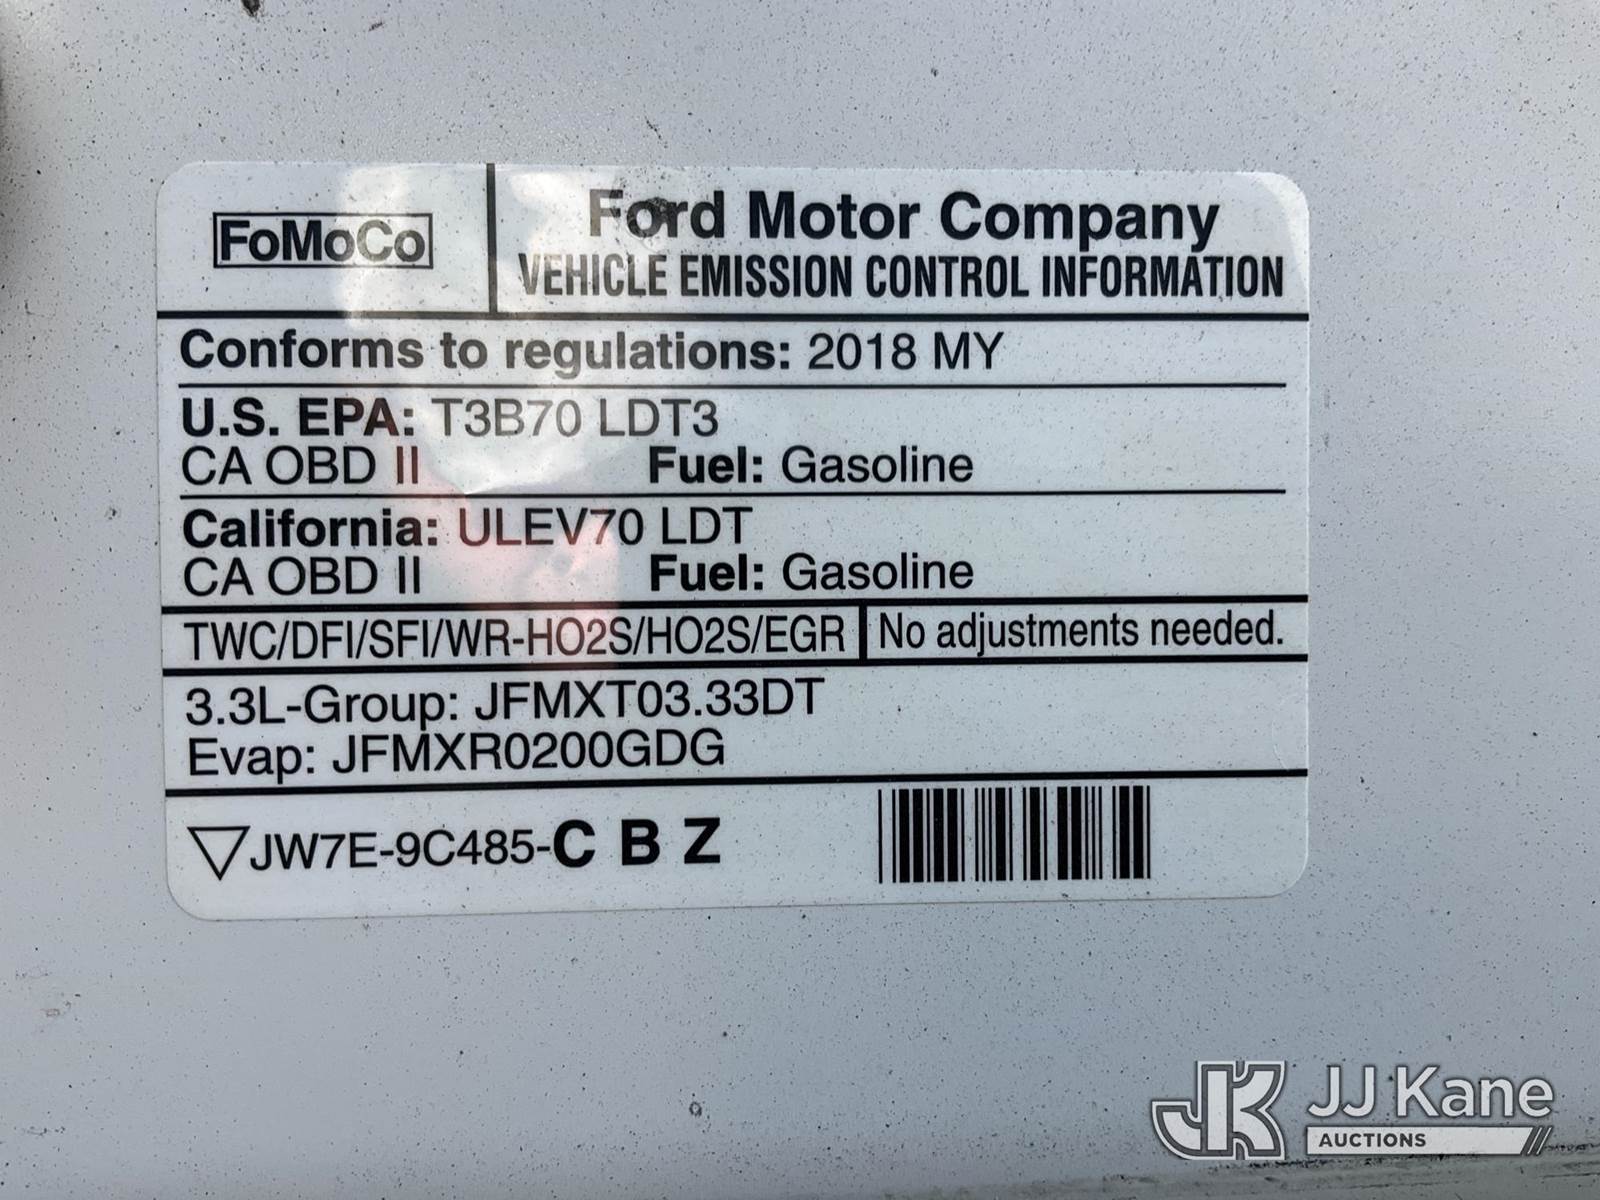 FoMoCo
Ford Motor Company
VEHICLE EMISSION CONTROL INFORMATION
Conforms to regulations: 2018 MY
U.S. EPA: T3B70 LDT3
CA OBD II Fuel: Gasoline
California: ULEV70 LDT
CA OBD II Fuel: Gasoline
TWC/DFI/SFI/WR-HO2S/HO2S/EGR No adjustments needed.
3.3L-Group: JFMXT03.33DT
Evap: JFMXR0200GDG
JW7E-9C485-C B Z
JK JJ Kane
AUCTIONS